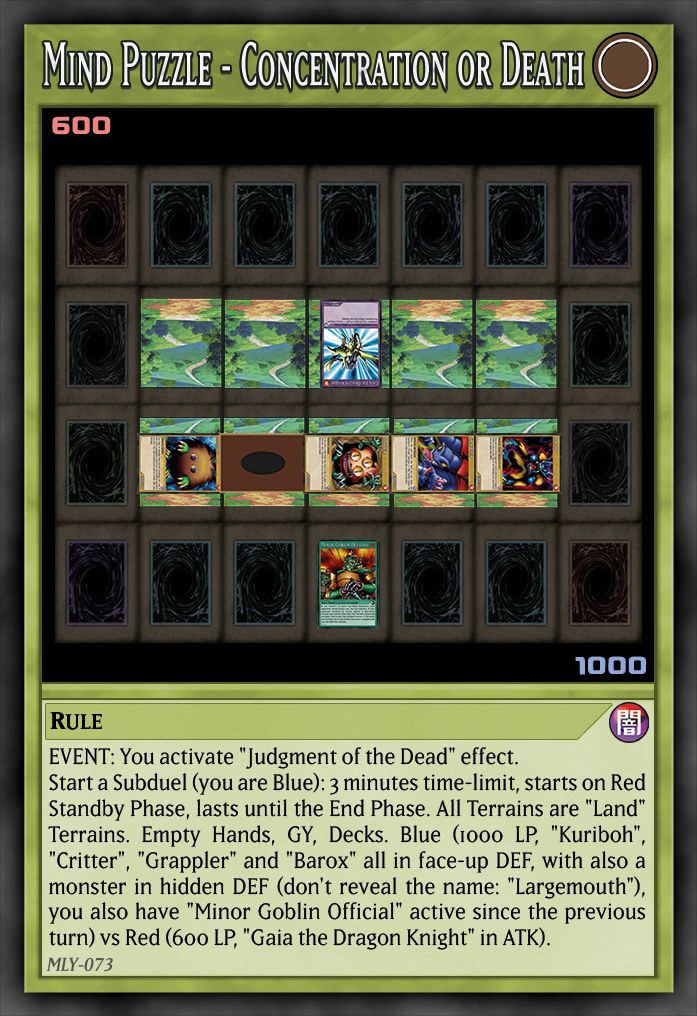 Mind Puzzle - Concentration or Death
600
Minor Goblin Official
1000
Rule
闇
EVENT: You activate "Judgment of the Dead" effect.
Start a Subduel (you are Blue): 3 minutes time-limit, starts on Red
Standby Phase, lasts until the End Phase. All Terrains are "Land"
Terrains. Empty Hands, GY, Decks. Blue (1000 LP, "Kuriboh",
"Critter", "Grappler" and "Barox" all in face-up DEF, with also a
monster in hidden DEF (don't reveal the name: "Largemouth"),
you also have "Minor Goblin Official" active since the previous
turn) vs Red (600 LP, "Gaia the Dragon Knight" in ATK).
MLY-073